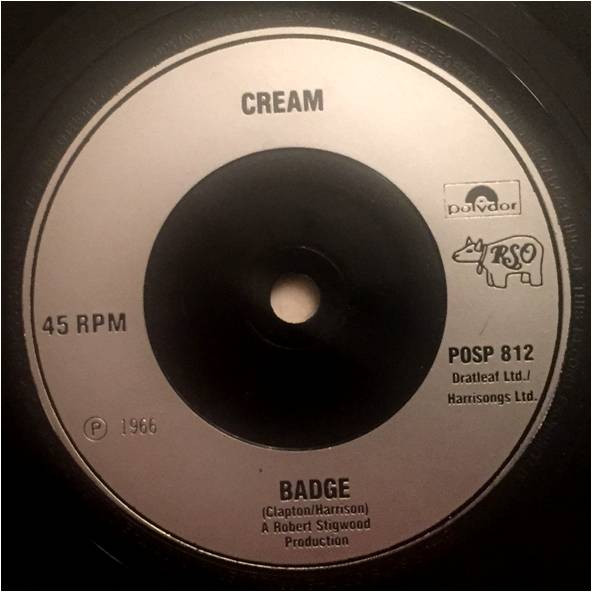 CREAM
polydor
RSO
45 RPM
POSP 812
Dratleaf Ltd./
Harrisongs Ltd.
℗ 1966
BADGE
(Clapton/Harrison)
A Robert Stigwood
Production